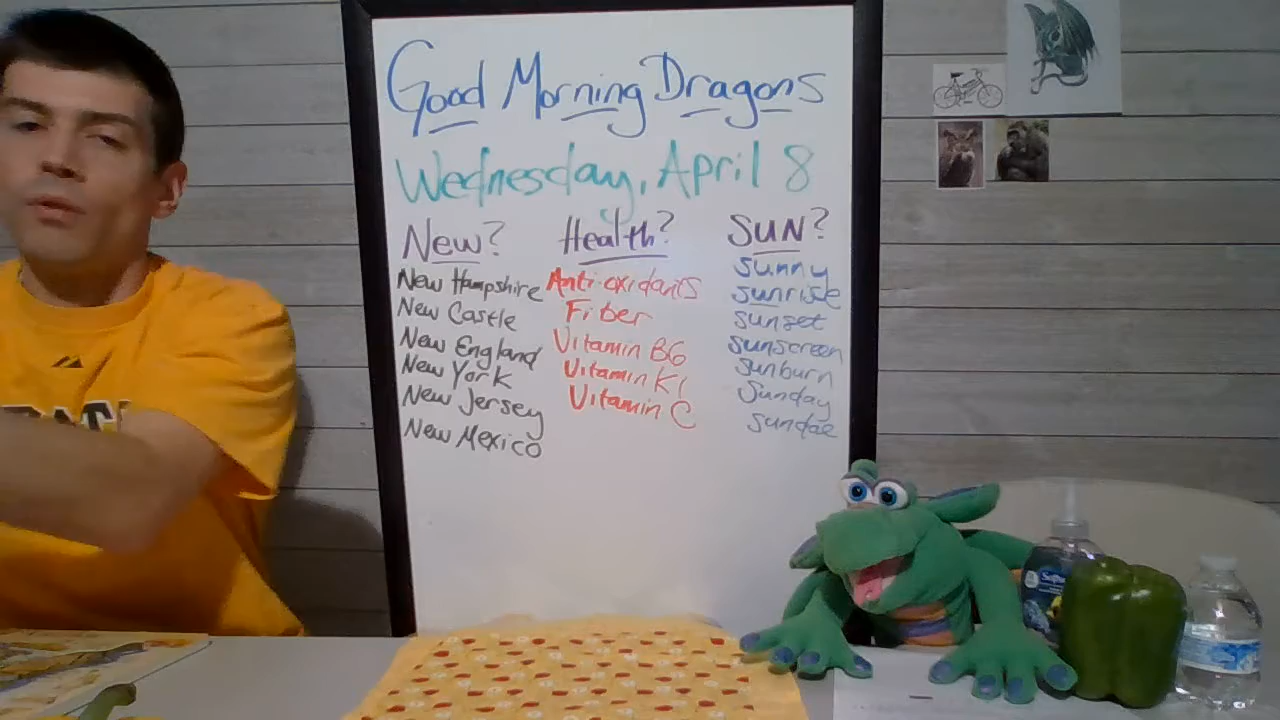 Good Morning Dragons
Wednesday, April 8
New?
New Hampshire
New Castle
New England
New York
New Jersey
New Mexico
Health?
Antioxidants
Fiber
Vitamin B6
Vitamin K1
Vitamin C
SUN?
sunny
sunrise
sunset
sunscreen
sunburn
Sunday
sundae